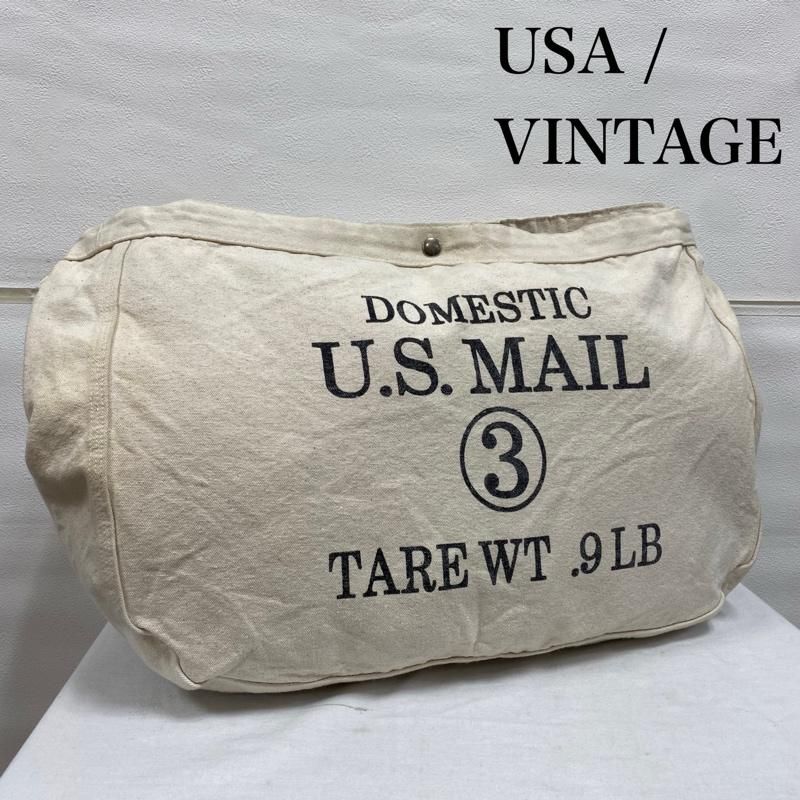 USA /
VINTAGE
DOMESTIC
U.S. MAIL
3
TARE WT .9 LB